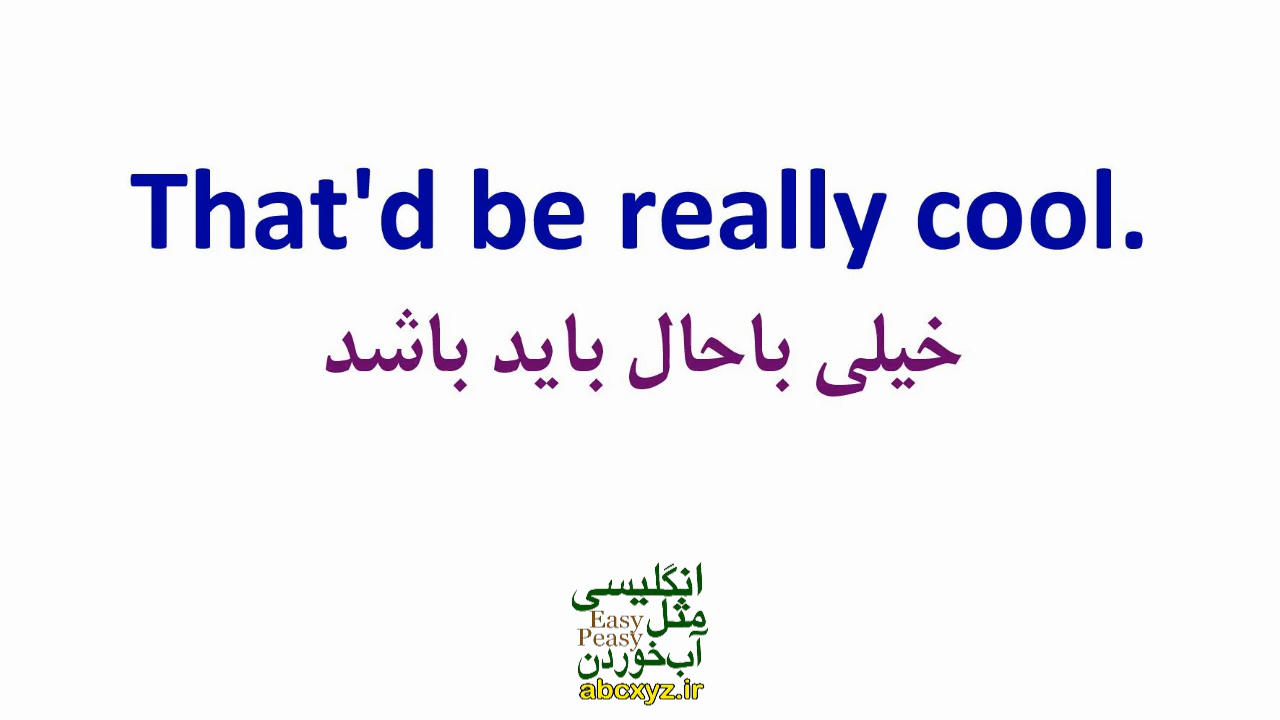 That'd be really cool.
خیلی باحال باید باشد
انگلیسی
مثل
Easy
Peasy
آب‌خوردن
abcxyz.ir